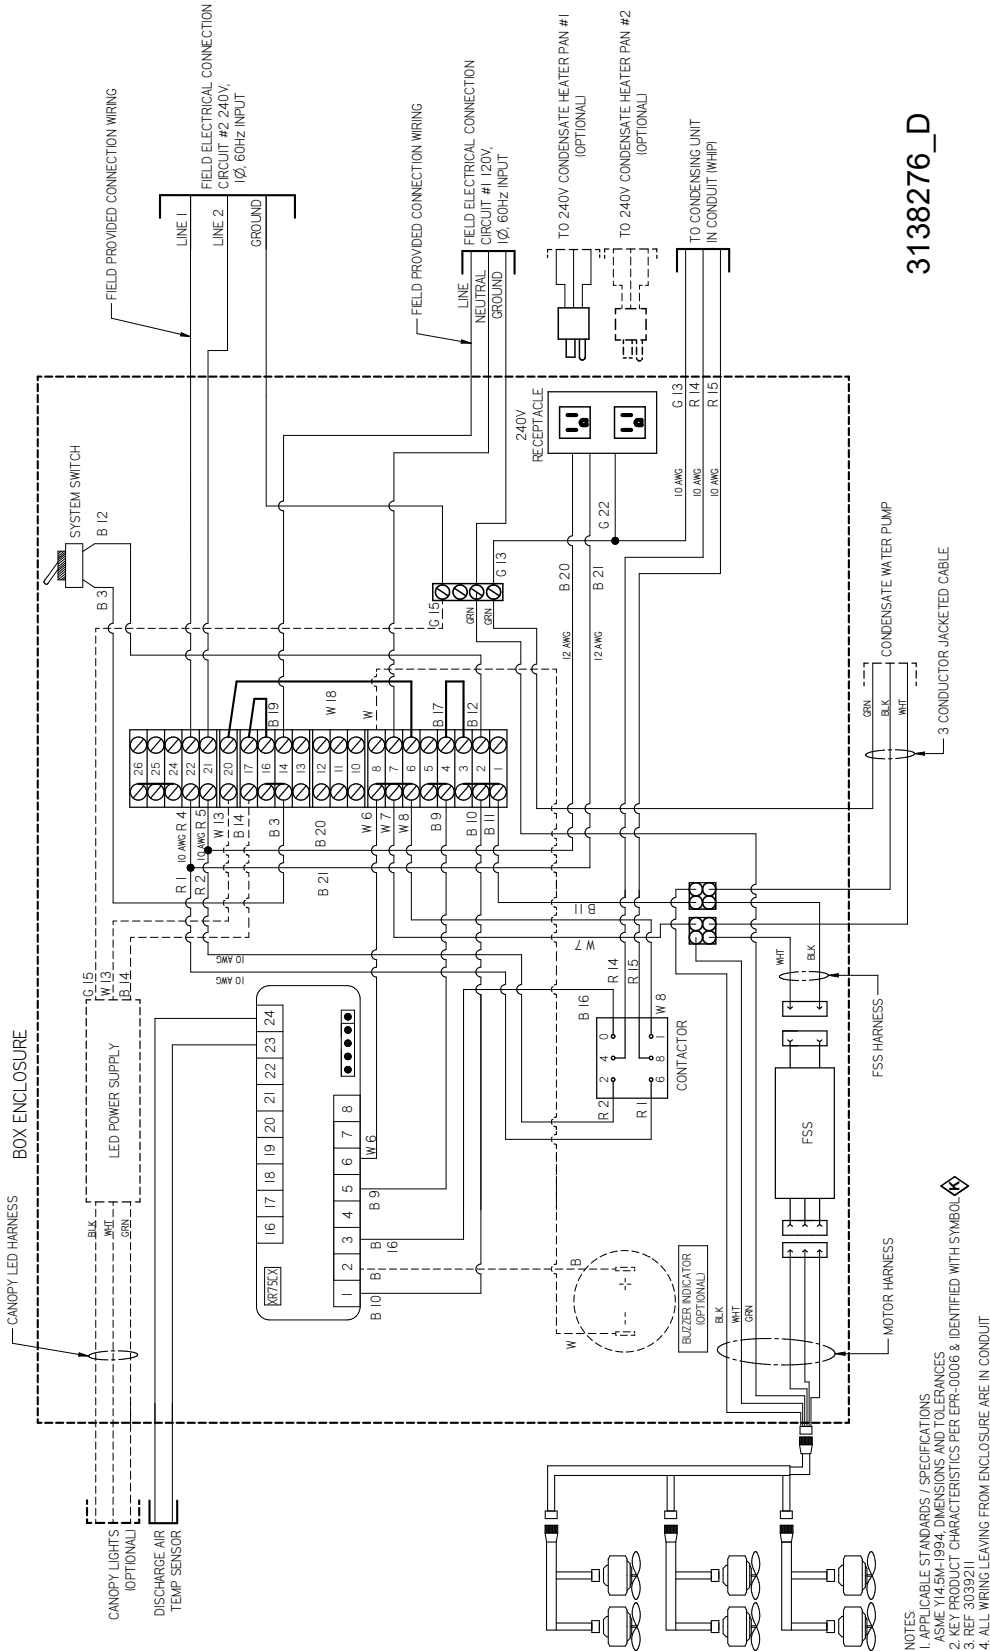 BOX ENCLOSURE
CANOPY LED HARNESS
CANOPY LIGHTS
(OPTIONAL)
DISCHARGE AIR
TEMP SENSOR
BLK
WHT
GRN
LED POWER SUPPLY
G 15
W 13
B 14
SYSTEM SWITCH
B 3
B 12
FIELD PROVIDED CONNECTION WIRING
LINE 1
LINE 2
GROUND
FIELD ELECTRICAL CONNECTION
CIRCUIT #2 240V,
1Ø, 60Hz INPUT
FIELD PROVIDED CONNECTION WIRING
LINE
NEUTRAL
GROUND
FIELD ELECTRICAL CONNECTION
CIRCUIT #1 120V,
1Ø, 60Hz INPUT
TO 240V CONDENSATE HEATER PAN #1
(OPTIONAL)
TO 240V CONDENSATE HEATER PAN #2
(OPTIONAL)
TO CONDENSING UNIT
IN CONDUIT (WHIP)
240V
RECEPTACLE
G 13
R 14
R 15
10 AWG
10 AWG
10 AWG
G 22
B 20
B 21
12 AWG
12 AWG
G 15
GRN
GRN
G 13
26
25
24
22
21
20
17
16
14
13
12
11
10
8
7
6
5
4
3
2
1
B 19
W 18
W
B 17
B 12
R 1
10 AWG
R 4
R 2
10 AWG
R 5
W 13
B 14
B 3
B 20
B 21
W 6
W 7
W 8
B 9
B 10
B 11
10 AWG
10 AWG
XR75CX
16
17
18
19
20
21
22
23
24
1
2
3
4
5
6
7
8
B 10
B
B 16
B 9
W 6
B 16
R 14
R 15
W 8
W 7
B 11
R 2
R 1
2
4
0
6
8
1
CONTACTOR
W
B
BUZZER INDICATOR
(OPTIONAL)
BLK
WHT
GRN
MOTOR HARNESS
FSS
WHT
BLK
FSS HARNESS
GRN
BLK
WHT
CONDENSATE WATER PUMP
3 CONDUCTOR JACKETED CABLE
NOTES
1. APPLICABLE STANDARDS / SPECIFICATIONS
ASME Y14.5M-1994, DIMENSIONS AND TOLERANCES
2. KEY PRODUCT CHARACTERISTICS PER EPR-0006 & IDENTIFIED WITH SYMBOL K
3. REF 3039211
4. ALL WIRING LEAVING FROM ENCLOSURE ARE IN CONDUIT
3138276_D